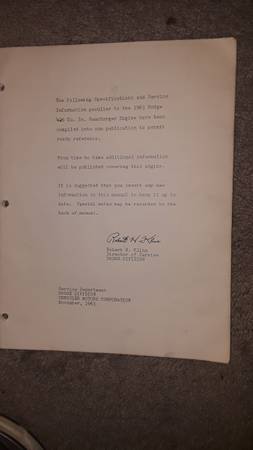 The Following Specifications and Service
Information peculiar to the 1963 Dodge
426 Cu. In. Ramcharger Engine have been
compiled into one publication to permit
ready reference.
From time to time additional information
will be published covering this engine.
It is suggested that you insert any new
information in this manual to keep it up to
date. Special notes may be recorded in the
back of manual.
Robert W.
Director of Service
DODGE DIVISION
Service Department
DODGE DIVISION
CHRYSLER MOTORS CORPORATION
November, 1963